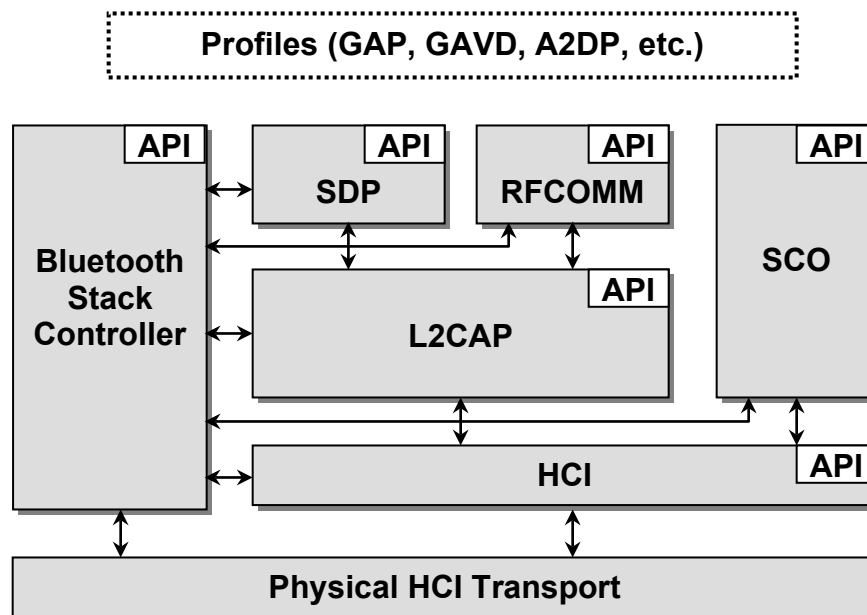 Profiles (GAP, GAVD, A2DP, etc.)
API
API
API
API
SDP
RFCOMM
Bluetooth
Stack
Controller
SCO
API
L2CAP
API
HCI
Physical HCI Transport